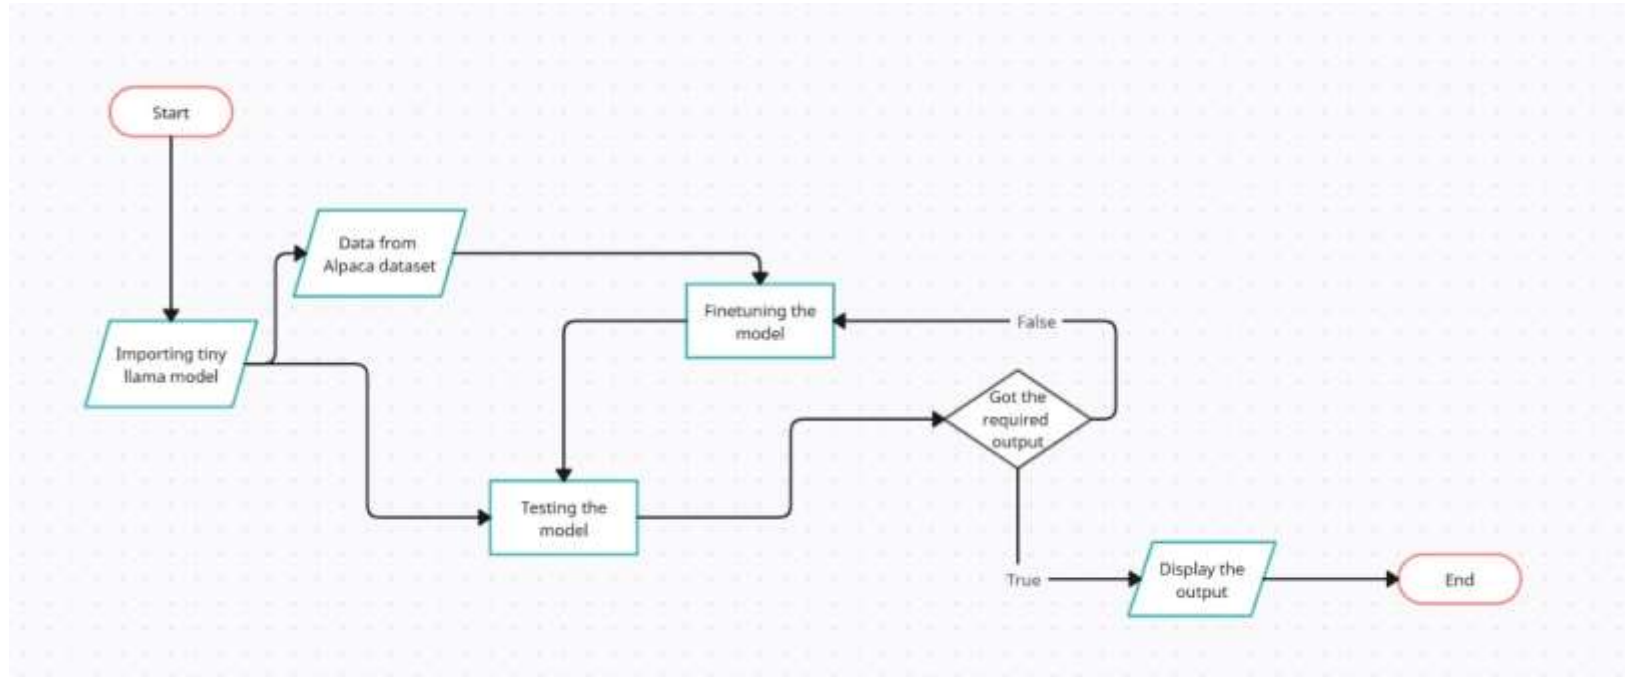 Start
Data from
Alpaca dataset
Importing tiny
llama model
Finetuning the
model
False
Got the
required
output
Testing the
model
True
Display the
output
End